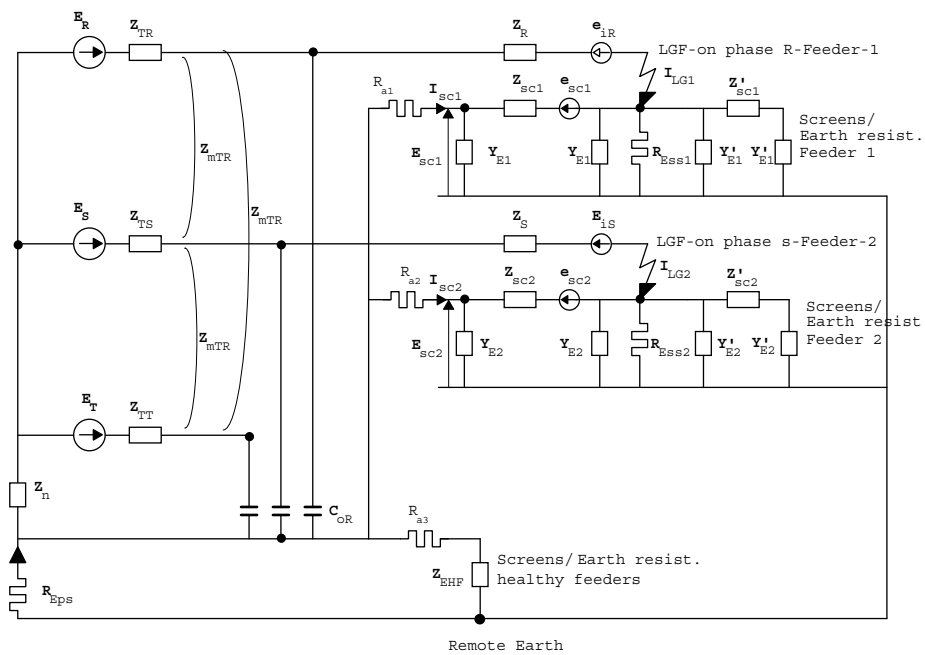 E_R Z_TR Z_R e_iR
LGF-on phase R-Feeder-1
R_a1 I_sc1 Z_sc1 e_sc1 I_LG1 Z'_sc1
Screens/
Earth resist.
Feeder 1
Z_mTR E_sc1 Y_E1 Y_E1 R_Ess1 Y'_E1 Y'_E1
Z_mTR
E_S Z_TS Z_S E_iS
LGF-on phase s-Feeder-2
R_a2 I_sc2 Z_sc2 e_sc2 I_LG2 Z'_sc2
Screens/
Earth resist
Feeder 2
Z_mTR E_sc2 Y_E2 Y_E2 R_Ess2 Y'_E2 Y'_E2
E_T Z_TT
Z_n
C_oR R_a3
Screens/Earth resist.
healthy feeders
Z_EHF
R_Eps
Remote Earth